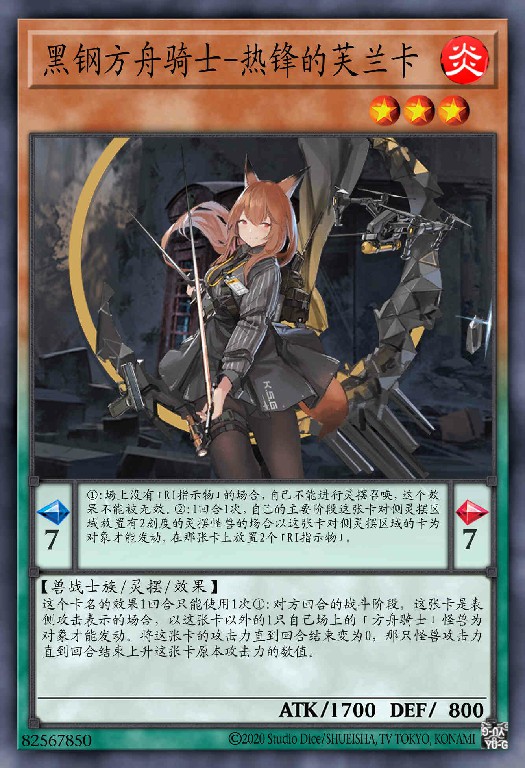 黑钢方舟骑士-热锋的芙兰卡
炎
K.S.G
①:场上没有「RI指示物」的场合,自己不能进行灵摆召唤,这个效
果不能被无效。②:1回合1次,自己的主要阶段这张卡对侧灵摆区
域放置有2刻度的灵摆怪兽的场合以这张卡对侧灵摆区域的卡为
对象才能发动,在那张卡上放置2个「RI指示物」。
7
7
【兽战士族/灵摆/效果】
这个卡名的效果1回合只能使用1次①:对方回合的战斗阶段。这张卡是表
侧攻击表示的场合,以这张卡以外的1只自己场上的「方舟骑士」怪兽为
对象才能发动。将这张卡的攻击力直到回合结束变为0,那只怪兽攻击力
直到回合结束上升这张卡原本攻击力的数值。
ATK/1700 DEF/ 800
82567850
©2020 Studio Dice/SHUEISHA, TV TOKYO, KONAMI